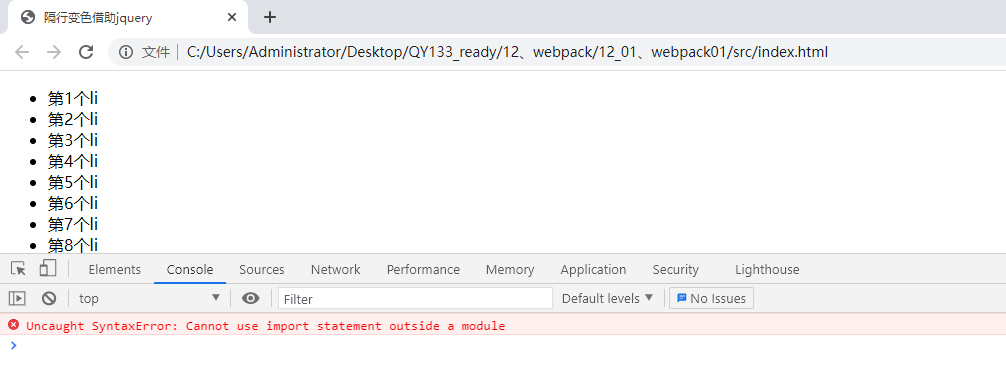 隔行变色借助jquery
文件 C:/Users/Administrator/Desktop/QY133_ready/12、webpack/12_01、webpack01/src/index.html
第1个li
第2个li
第3个li
第4个li
第5个li
第6个li
第7个li
第8个li
Elements Console Sources Network Performance Memory Application Security Lighthouse
top Filter Default levels No Issues
Uncaught SyntaxError: Cannot use import statement outside a module